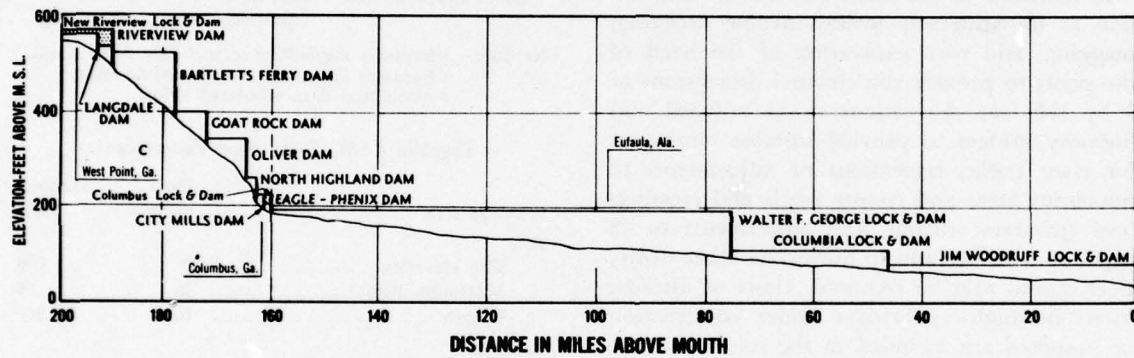 600
New Riverview Lock & Dam
RIVERVIEW DAM
BARTLETTS FERRY DAM
LANGDALE DAM
400
GOAT ROCK DAM
C
OLIVER DAM
Eufaula, Ala.
West Point, Ga.
NORTH HIGHLAND DAM
Columbus Lock & Dam
EAGLE - PHENIX DAM
200
CITY MILLS DAM
WALTER F. GEORGE LOCK & DAM
COLUMBIA LOCK & DAM
Columbus, Ga.
JIM WOODRUFF LOCK & DAM
0
200 180 160 140 120 100 80 60 40 20
ELEVATION-FEET ABOVE M.S.L.
DISTANCE IN MILES ABOVE MOUTH